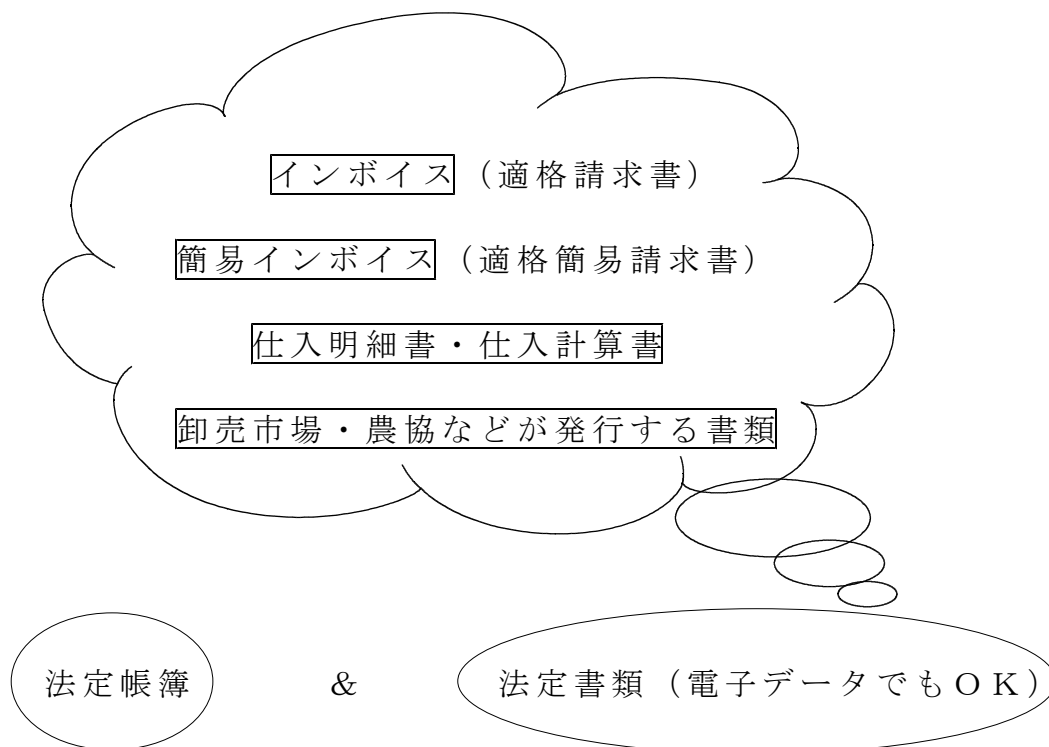 インボイス（適格請求書）
簡易インボイス（適格簡易請求書）
仕入明細書・仕入計算書
卸売市場・農協などが発行する書類
法定帳簿 & 法定書類（電子データでもＯＫ）